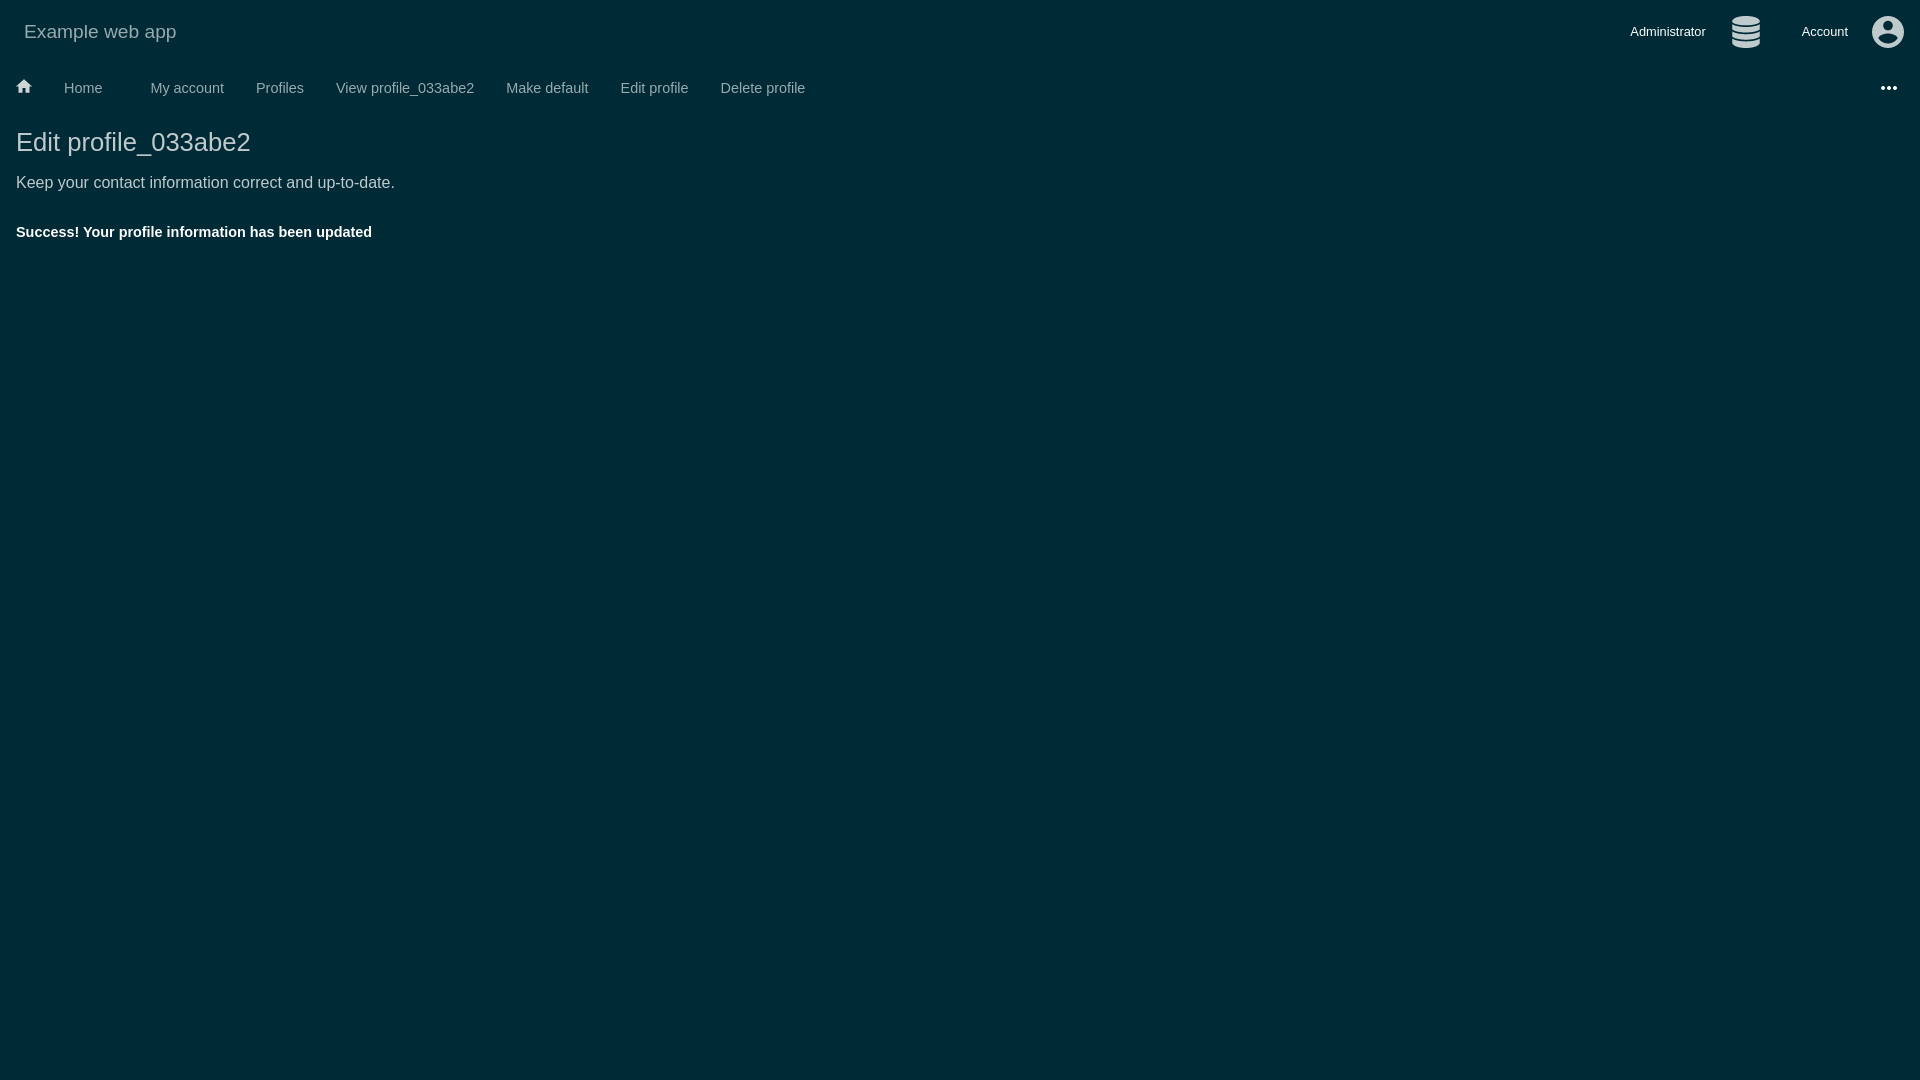 Example web app
Administrator
Account
Home
My account
Profiles
View profile_033abe2
Make default
Edit profile
Delete profile
Edit profile_033abe2
Keep your contact information correct and up-to-date.
Success! Your profile information has been updated